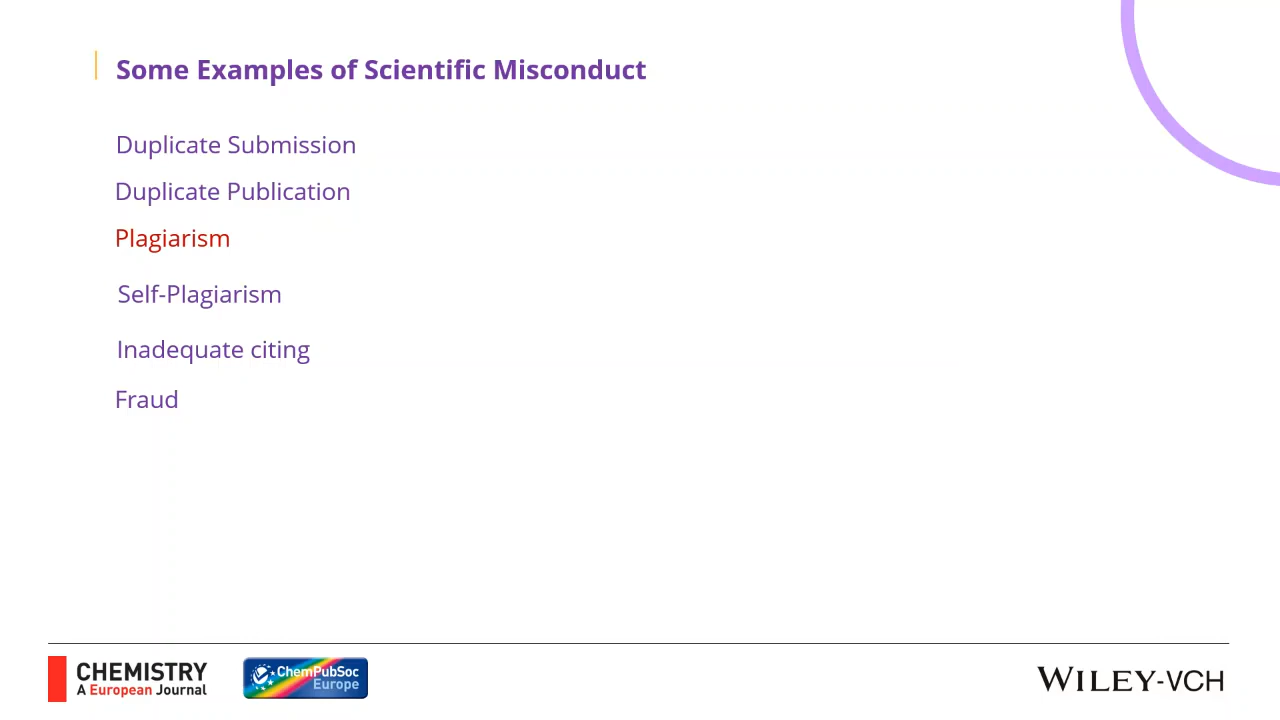 Some Examples of Scientific Misconduct
Duplicate Submission
Duplicate Publication
Plagiarism
Self-Plagiarism
Inadequate citing
Fraud
CHEMISTRY
A European Journal
ChemPubSoc
Europe
WILEY-VCH